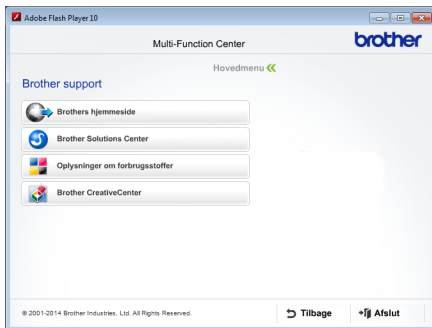 Adobe Flash Player 10
Multi-Function Center
brother
Hovedmenu
Brother support
Brothers hjemmeside
Brother Solutions Center
Oplysninger om forbrugsstoffer
Brother CreativeCenter
© 2001-2014 Brother Industries, Ltd. All Rights Reserved.
Tilbage
Afslut